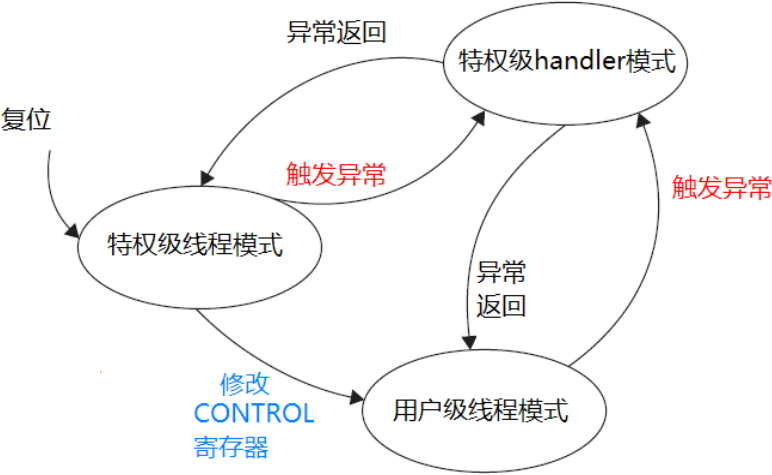 异常返回
特权级handler模式
复位
触发异常
触发异常
特权级线程模式
异常
返回
修改
CONTROL
寄存器
用户级线程模式